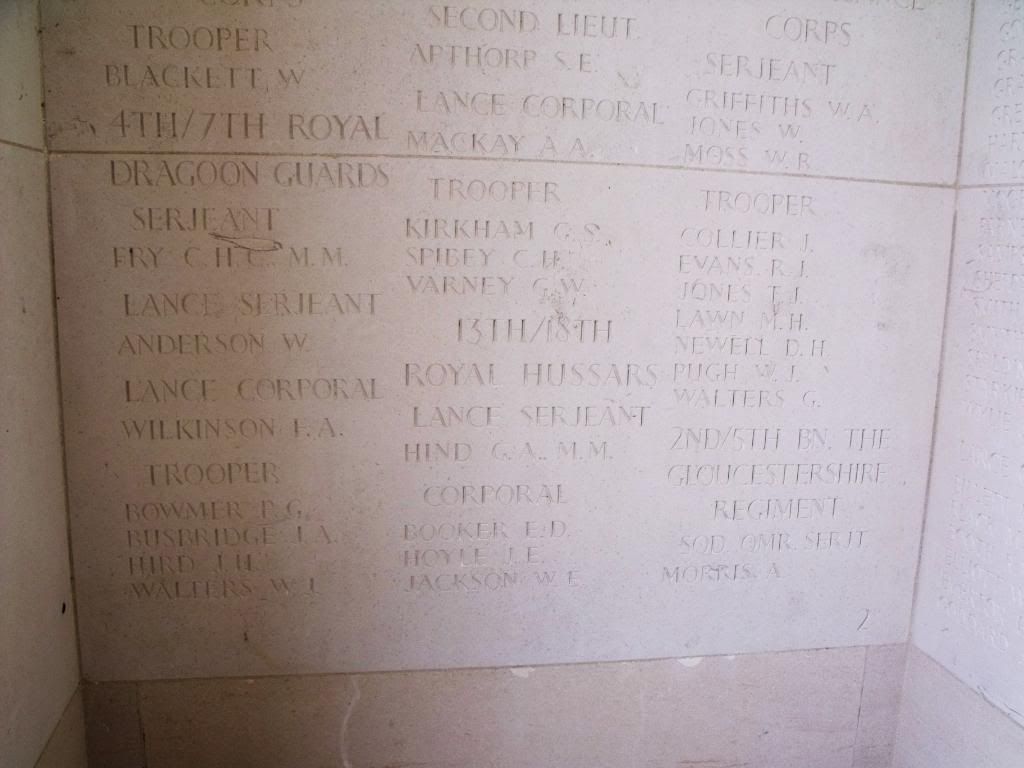 CORPS
TROOPER
BLACKETT, W.
4TH/7TH ROYAL
DRAGOON GUARDS
SERJEANT
FRY C.H.C., M.M.
LANCE SERJEANT
ANDERSON W.
LANCE CORPORAL
WILKINSON F.A.
TROOPER
BOWMER P.G.
BUSBRIDGE J.A.
HIRD J.H.
WALTERS W.J.
SECOND LIEUT.
APTHORP S.E.
LANCE CORPORAL
MACKAY A.A.
TROOPER
KIRKHAM G.S.
SPIBEY C.H.
VARNEY G.W.
13TH/18TH
ROYAL HUSSARS
LANCE SERJEANT
HIND G.A., M.M.
CORPORAL
BOOKER E.D.
HOYLE J.E.
JACKSON W.E.
CORPS
SERJEANT
GRIFFITHS W.A.
JONES W.
MOSS W.R.
TROOPER
COLLIER J.
EVANS R.J.
JONES T.J.
LAWN M.H.
NEWELL D.H.
PUGH W.J.
WALTERS G.
2ND/5TH BN. THE
GLOUCESTERSHIRE
REGIMENT
SQD. QMR. SERJT.
MORRIS A.
2